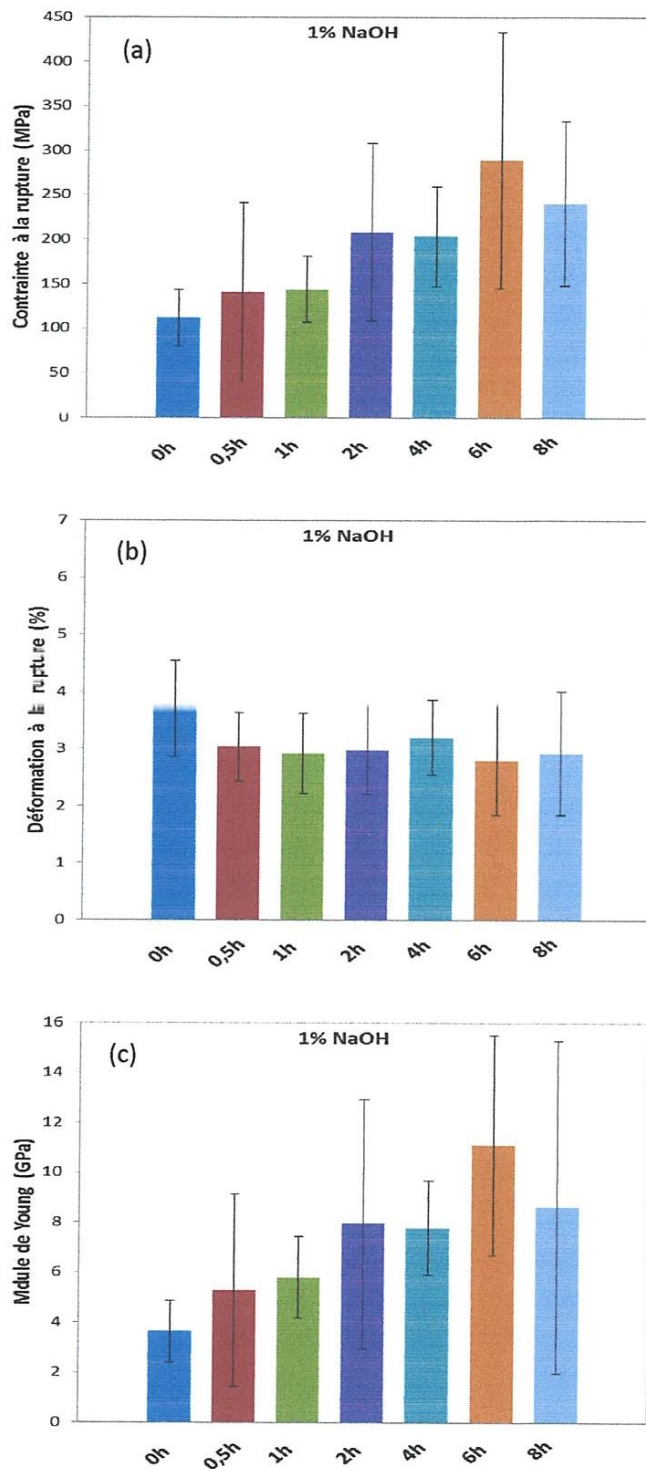 450
400
350
300
250
200
150
100
50
0
Contrainte à la rupture (MPa)
(a)
1% NaOH
0h
0,5h
1h
2h
4h
6h
8h
7
6
5
4
3
2
1
0
Déformation à la rupture (%)
(b)
1% NaOH
0h
0,5h
1h
2h
4h
6h
8h
16
14
12
10
8
6
4
2
0
Mdule de Young (GPa)
(c)
1% NaOH
0h
0,5h
1h
2h
4h
6h
8h